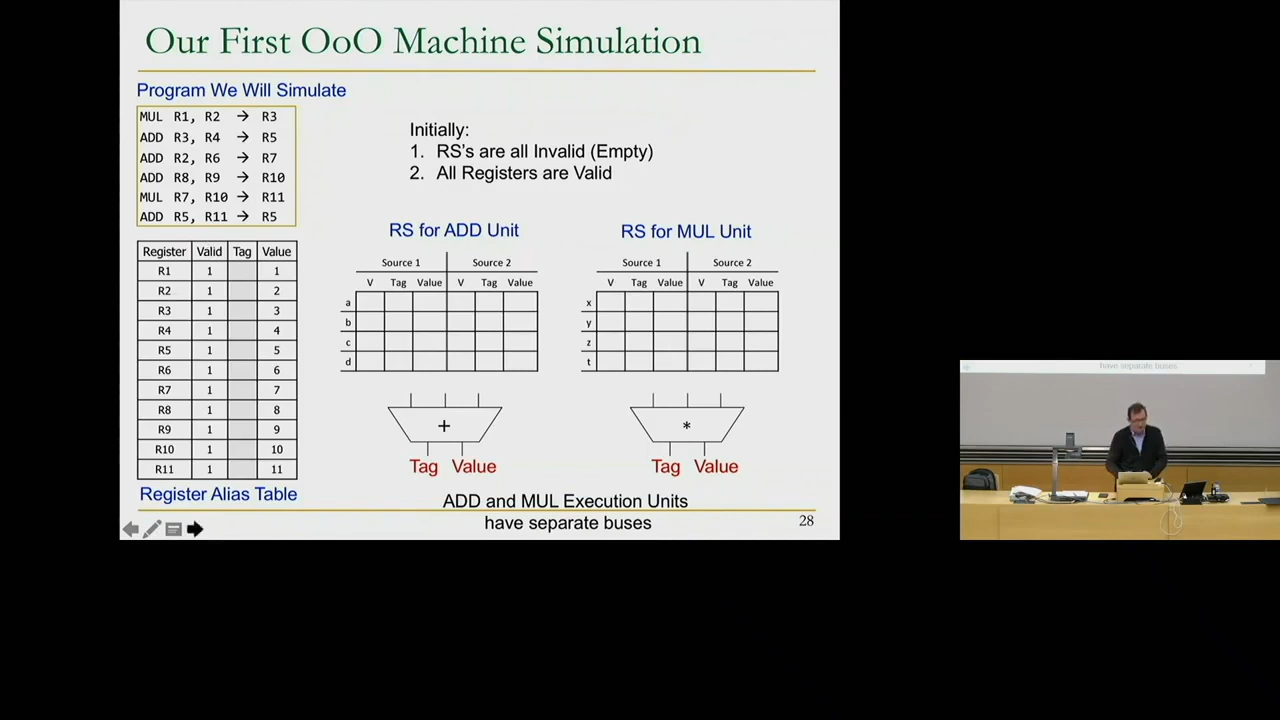 Our First OoO Machine Simulation
Program We Will Simulate
MUL R1, R2 → R3
ADD R3, R4 → R5
ADD R2, R6 → R7
ADD R8, R9 → R10
MUL R7, R10 → R11
ADD R5, R11 → R5
Initially:
1. RS's are all Invalid (Empty)
2. All Registers are Valid
Register Valid Tag Value
R1 1 1
R2 1 2
R3 1 3
R4 1 4
R5 1 5
R6 1 6
R7 1 7
R8 1 8
R9 1 9
R10 1 10
R11 1 11
Register Alias Table
RS for ADD Unit
Source 1 Source 2
V Tag Value V Tag Value
a
b
c
d
+
Tag Value
RS for MUL Unit
Source 1 Source 2
V Tag Value V Tag Value
x
y
z
t
*
Tag Value
ADD and MUL Execution Units
have separate buses
28
have separate buses